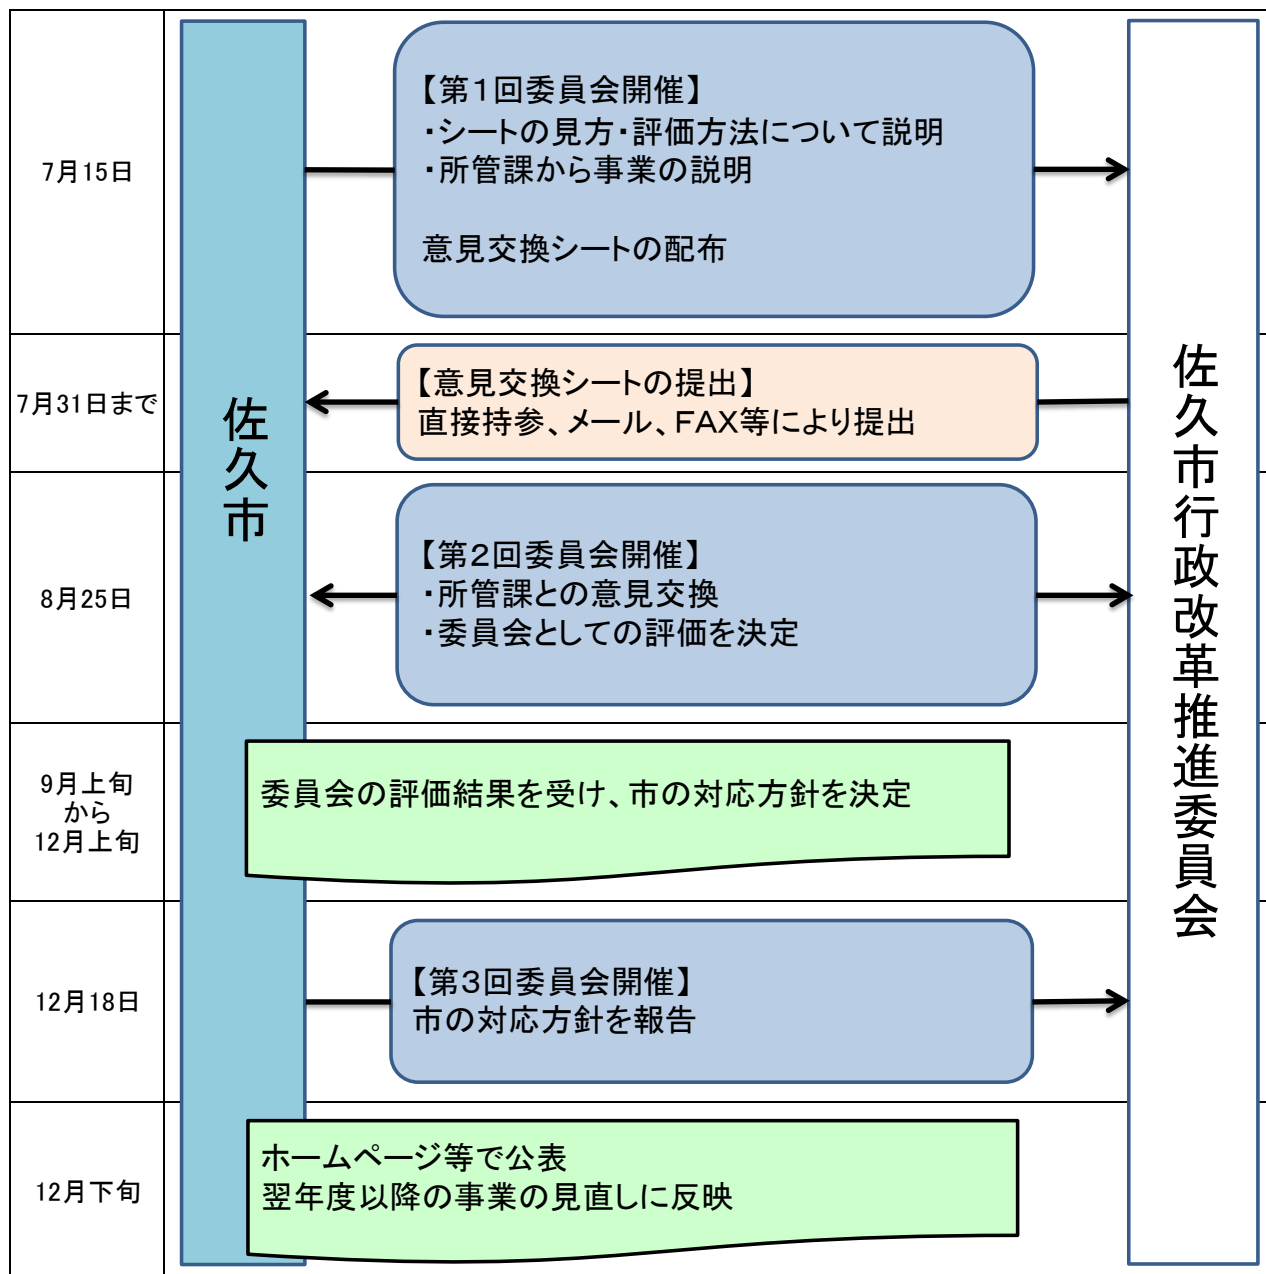 7月15日
【第1回委員会開催】
・シートの見方・評価方法について説明
・所管課から事業の説明
意見交換シートの配布
7月31日まで
【意見交換シートの提出】
直接持参、メール、FAX等により提出
8月25日
【第2回委員会開催】
・所管課との意見交換
・委員会としての評価を決定
9月上旬
から
12月上旬
委員会の評価結果を受け、市の対応方針を決定
12月18日
【第3回委員会開催】
市の対応方針を報告
12月下旬
ホームページ等で公表
翌年度以降の事業の見直しに反映
佐久市
佐久市行政改革推進委員会